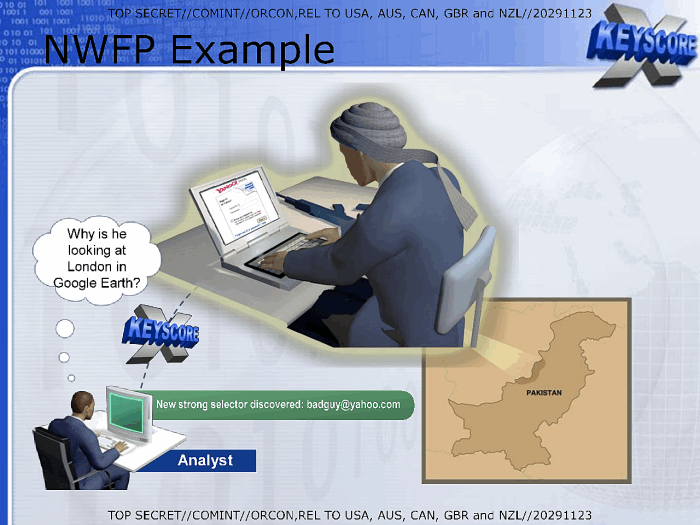 TOP SECRET//COMINT//ORCON,REL TO USA, AUS, CAN, GBR and NZL//20291123
NWFP Example
X
KEYSCORE
YAHOO!
Why is he
looking at
London in
Google Earth?
X
KEYSCORE
PAKISTAN
New strong selector discovered: badguy@yahoo.com
Analyst
TOP SECRET//COMINT//ORCON,REL TO USA, AUS, CAN, GBR and NZL//20291123